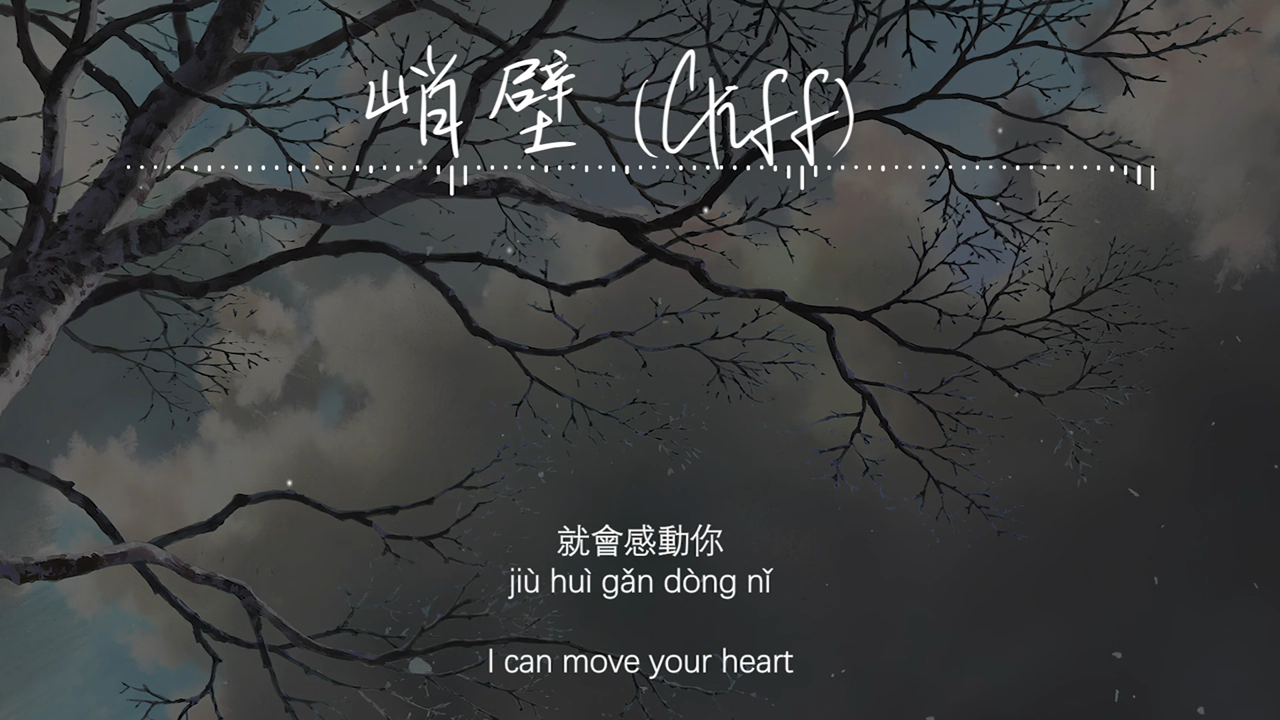 峭壁 (Cliff)
就會感動你
jiù huì gǎn dòng nǐ
I can move your heart